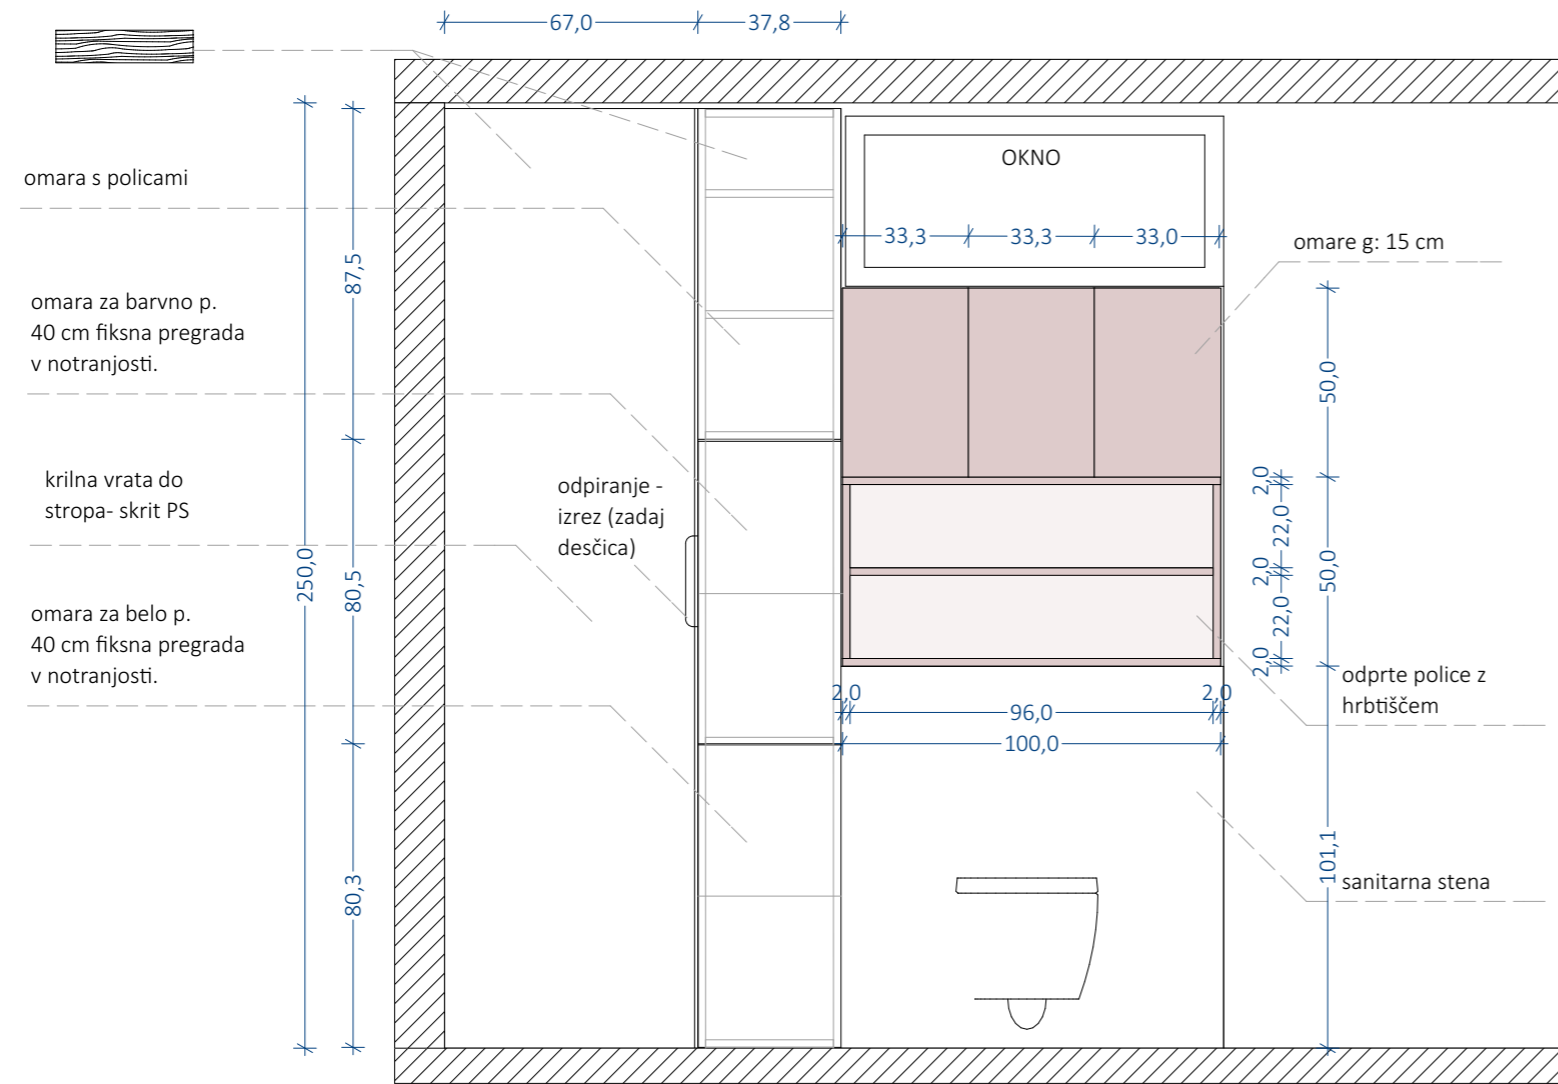 67,0
37,8
OKNO
omara s policami
33,3
33,3
33,0
omare g: 15 cm
87,5
omara za barvno p.
40 cm fiksna pregrada
v notranjosti.
50,0
krilna vrata do
stropa- skrit PS
odpiranje -
izrez (zadaj
desčica)
2,0
22,0
2,0
22,0
2,0
50,0
250,0
80,5
omara za belo p.
40 cm fiksna pregrada
v notranjosti.
odprte police z
hrbtiščem
2,0
96,0
2,0
100,0
101,1
80,3
sanitarna stena